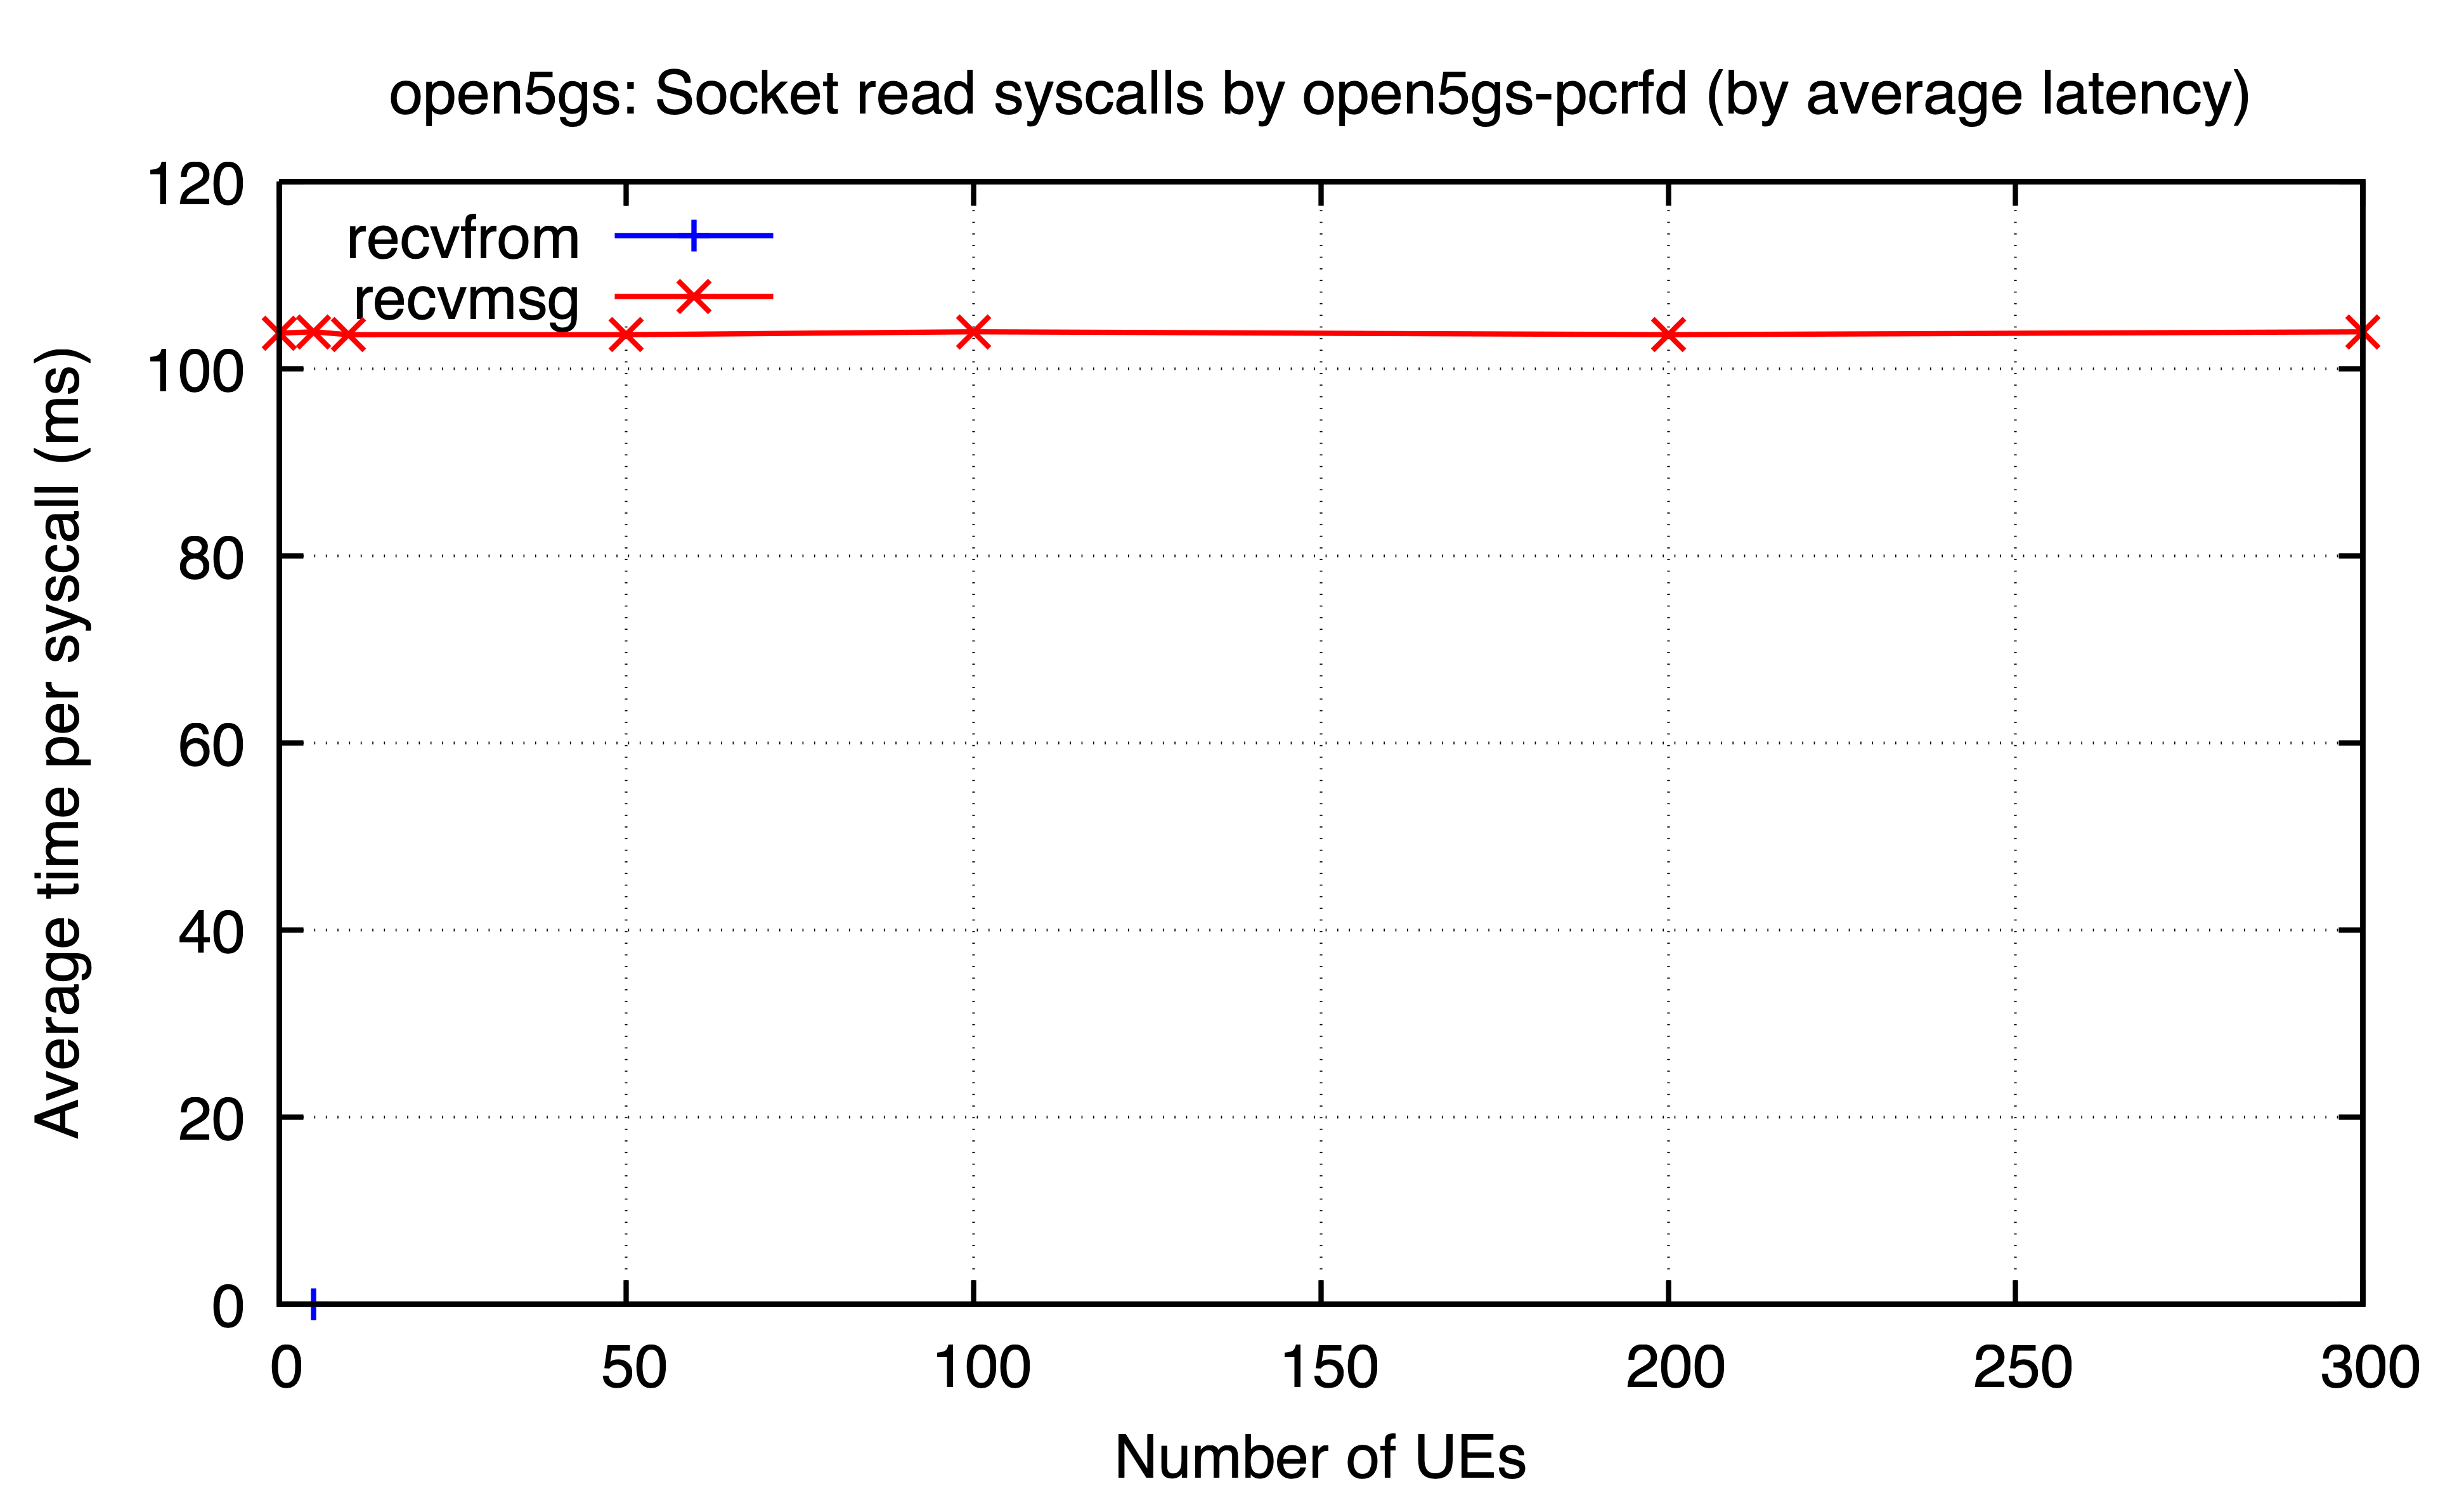 open5gs: Socket read syscalls by open5gs-pcrfd (by average latency)
120
100
80
60
40
20
0
Average time per syscall (ms)
recvfrom
recvmsg
0 50 100 150 200 250 300
Number of UEs